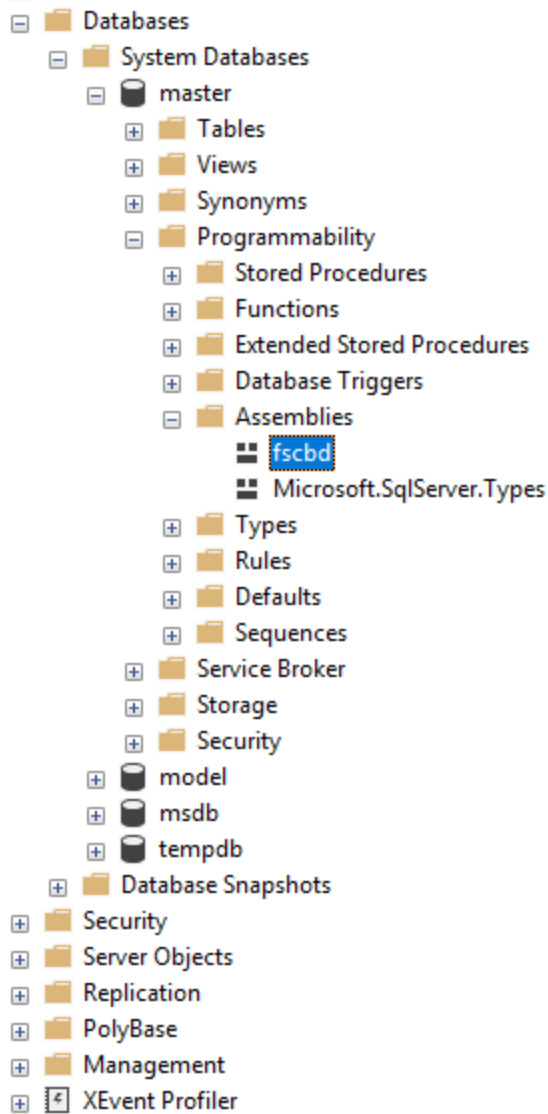 Databases
System Databases
master
Tables
Views
Synonyms
Programmability
Stored Procedures
Functions
Extended Stored Procedures
Database Triggers
Assemblies
fscbd
Microsoft.SqlServer.Types
Types
Rules
Defaults
Sequences
Service Broker
Storage
Security
model
msdb
tempdb
Database Snapshots
Security
Server Objects
Replication
PolyBase
Management
XEvent Profiler